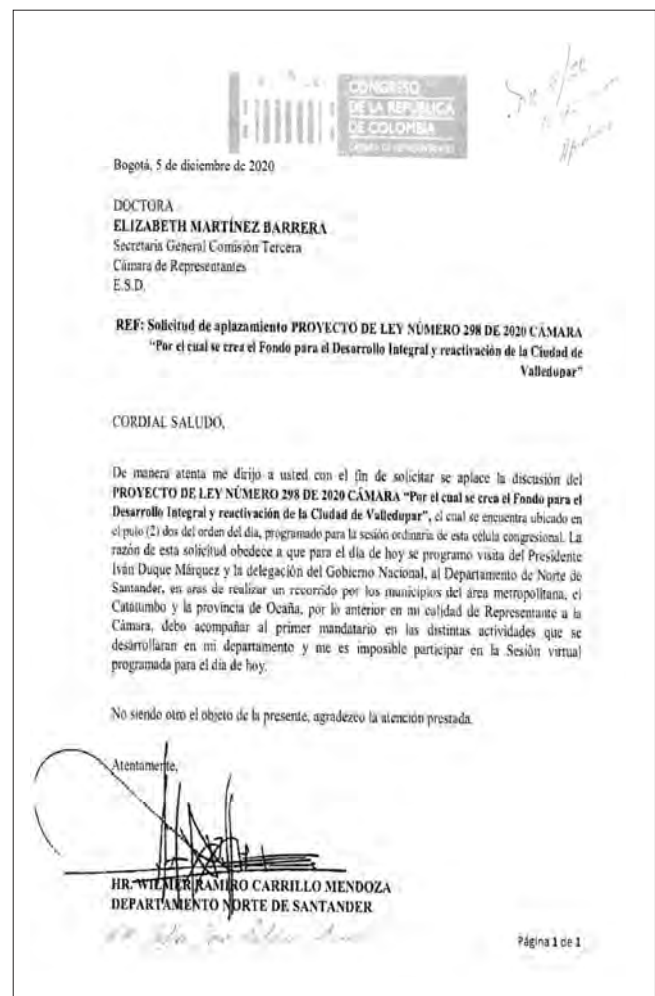 CONGRESO
DE LA REPÚBLICA
DE COLOMBIA
CÁMARA DE REPRESENTANTES
Bogotá, 5 de diciembre de 2020
DOCTORA
ELIZABETH MARTÍNEZ BARRERA
Secretaria General Comisión Tercera
Cámara de Representantes
E.S.D.
REF: Solicitud de aplazamiento PROYECTO DE LEY NÚMERO 298 DE 2020 CÁMARA
“Por el cual se crea el Fondo para el Desarrollo Integral y reactivación de la Ciudad de
Valledupar”
CORDIAL SALUDO,
De manera atenta me dirijo a usted con el fin de solicitar se aplace la discusión del
PROYECTO DE LEY NÚMERO 298 DE 2020 CÁMARA “Por el cual se crea el Fondo para el
Desarrollo Integral y reactivación de la Ciudad de Valledupar”, el cual se encuentra ubicado en
el puto (2) dos del orden del día, programado para la sesión ordinaria de esta célula congresional. La
razón de esta solicitud obedece a que para el día de hoy se programo visita del Presidente
Iván Duque Márquez y la delegación del Gobierno Nacional, al Departamento de Norte de
Santander, en aras de realizar un recorrido por los municipios del área metropolitana, el
Catatumbo y la provincia de Ocaña, por lo anterior en mi calidad de Representante a la
Cámara, debo acompañar al primer mandatario en las distintas actividades que se
desarrollaran en mi departamento y me es imposible participar en la Sesión virtual
programada para el día de hoy.
No siendo otro el objeto de la presente, agradezco la atención prestada.
Atentamente,
HR. WILMER RAMIRO CARRILLO MENDOZA
DEPARTAMENTO NORTE DE SANTANDER
Página 1 de 1